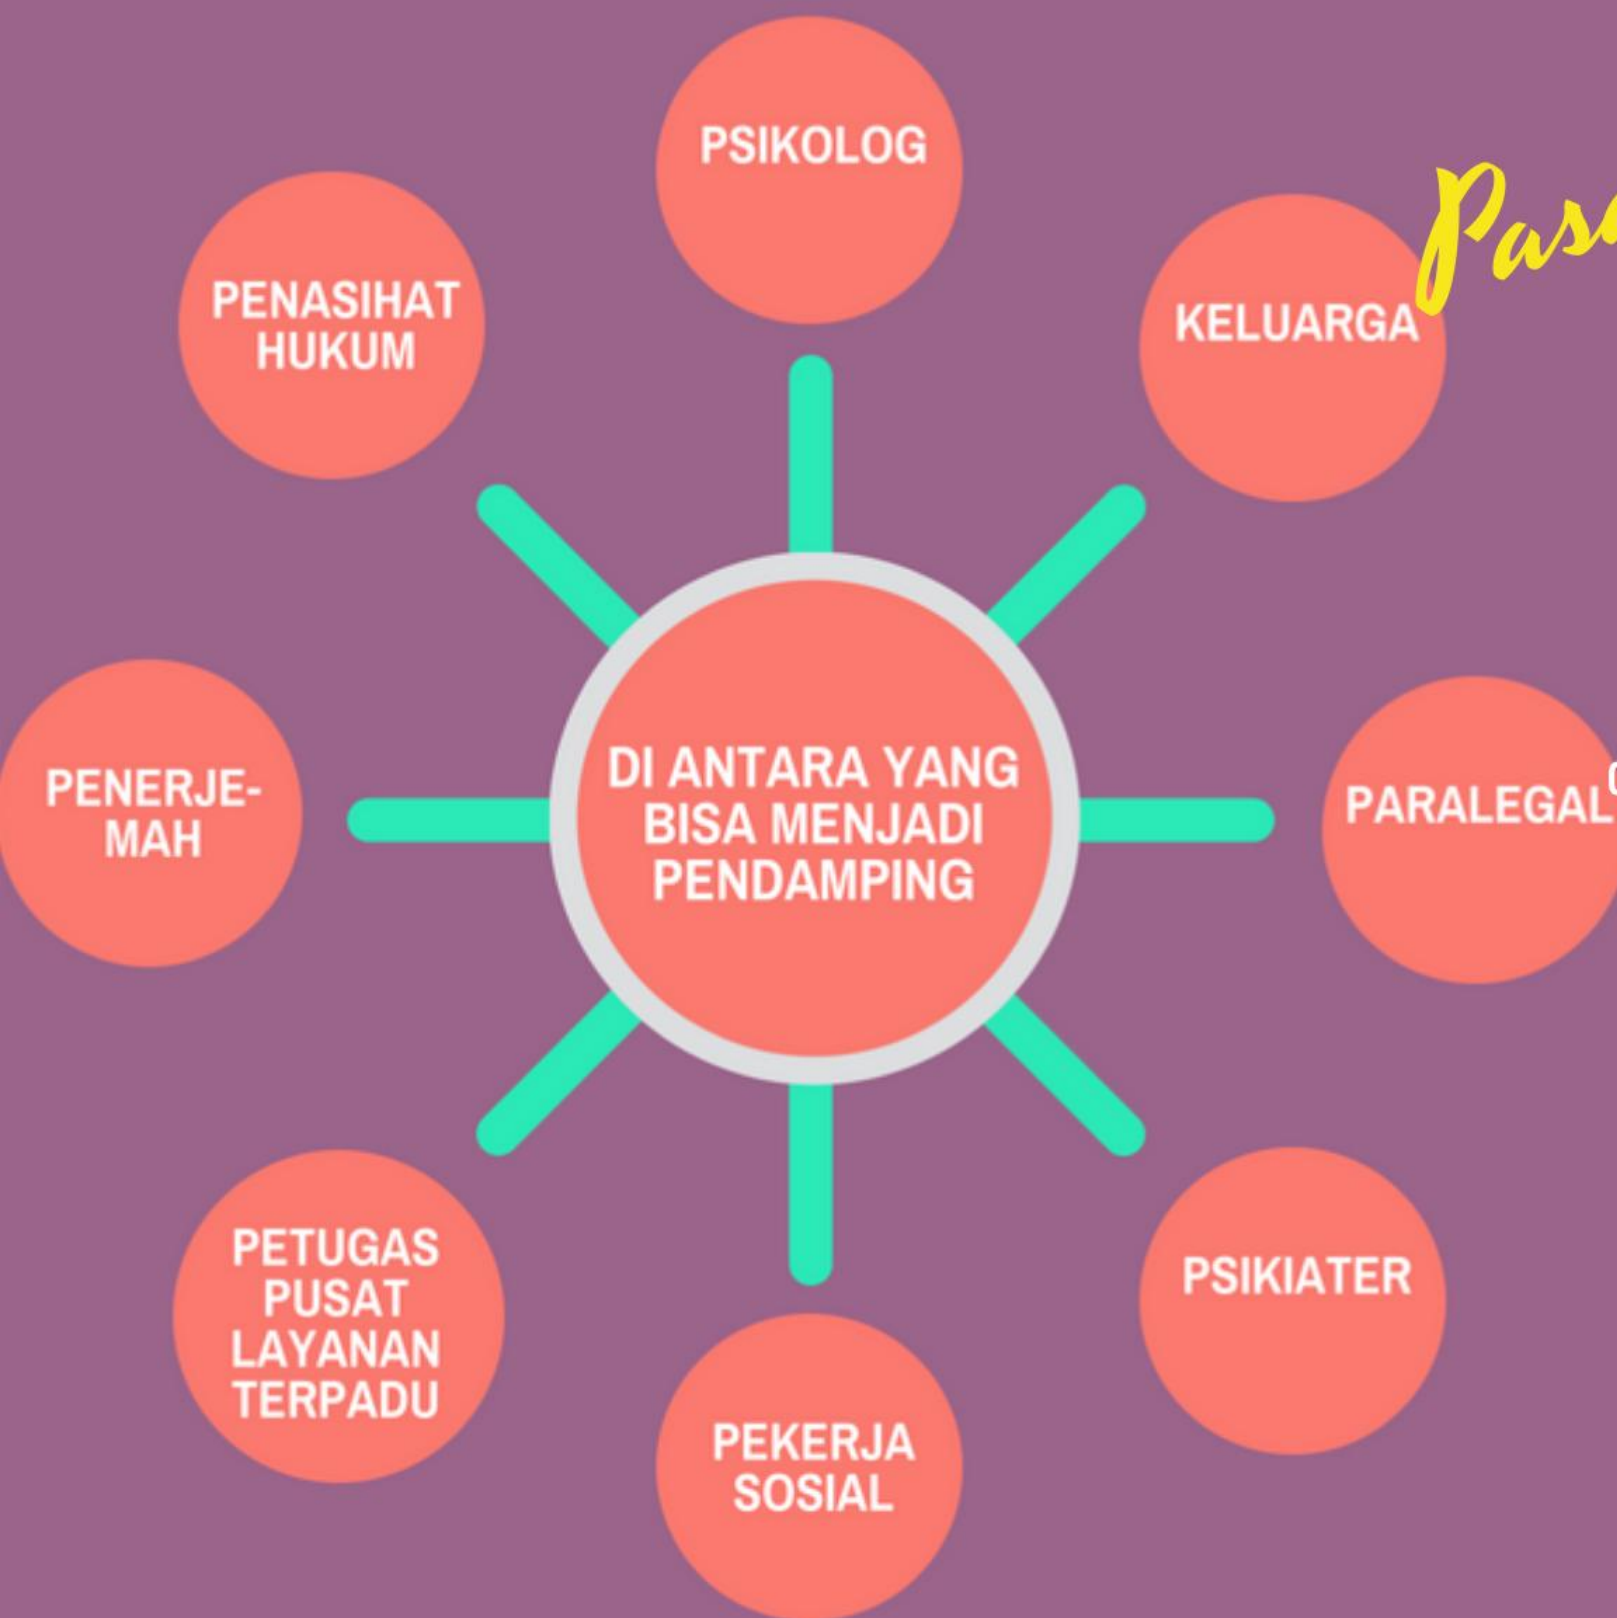 PSIKOLOG
PENASIHAT
HUKUM
KELUARGA
PENERJE-
MAH
DI ANTARA YANG
BISA MENJADI
PENDAMPING
PARALEGAL
PETUGAS
PUSAT
LAYANAN
TERPADU
PSIKIATER
PEKERJA
SOSIAL